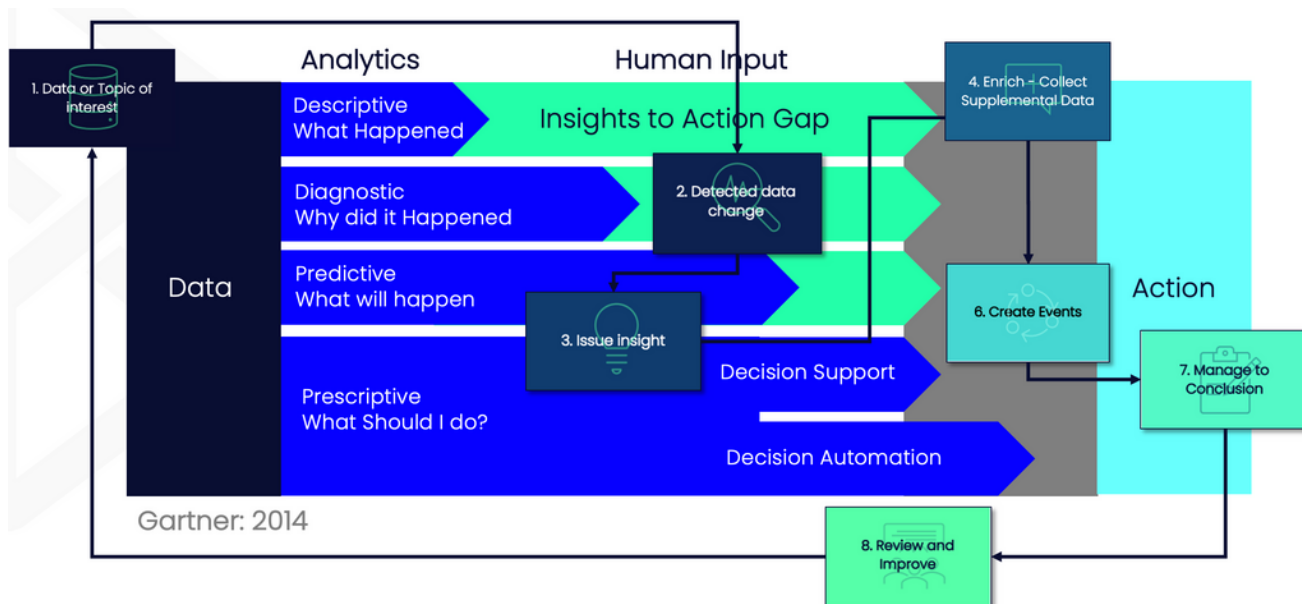 Analytics
Human Input
1. Data or Topic of
interest
4. Enrich - Collect
Supplemental Data
Descriptive
What Happened
Insights to Action Gap
Diagnostic
Why did it Happened
2. Detected data
change
Data
Predictive
What will happen
3. Issue insight
6. Create Events
Action
7. Manage to
Conclusion
Prescriptive
What Should I do?
Decision Support
Decision Automation
Gartner: 2014
8. Review and
Improve